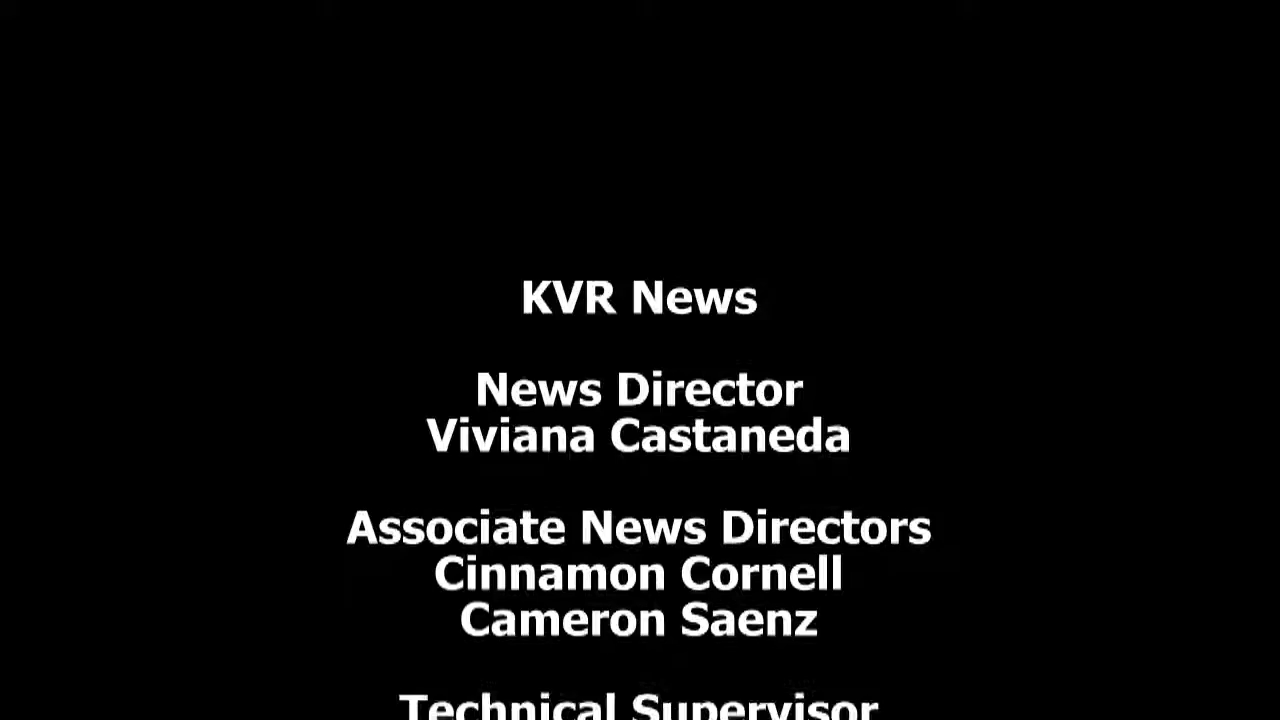 KVR News
News Director
Viviana Castaneda
Associate News Directors
Cinnamon Cornell
Cameron Saenz
Technical Supervisor